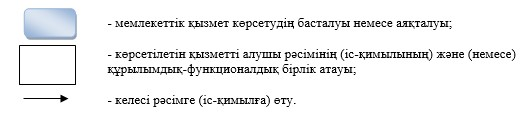 - мемлекеттік қызмет көрсетудің басталуы немесе аяқталуы;
- көрсетілетін қызметті алушы рәсімінің (іс-қимылының) және (немесе)
құрылымдық-функционалдық бірлік атауы;
- келесі рәсімге (іс-қимылға) өту.